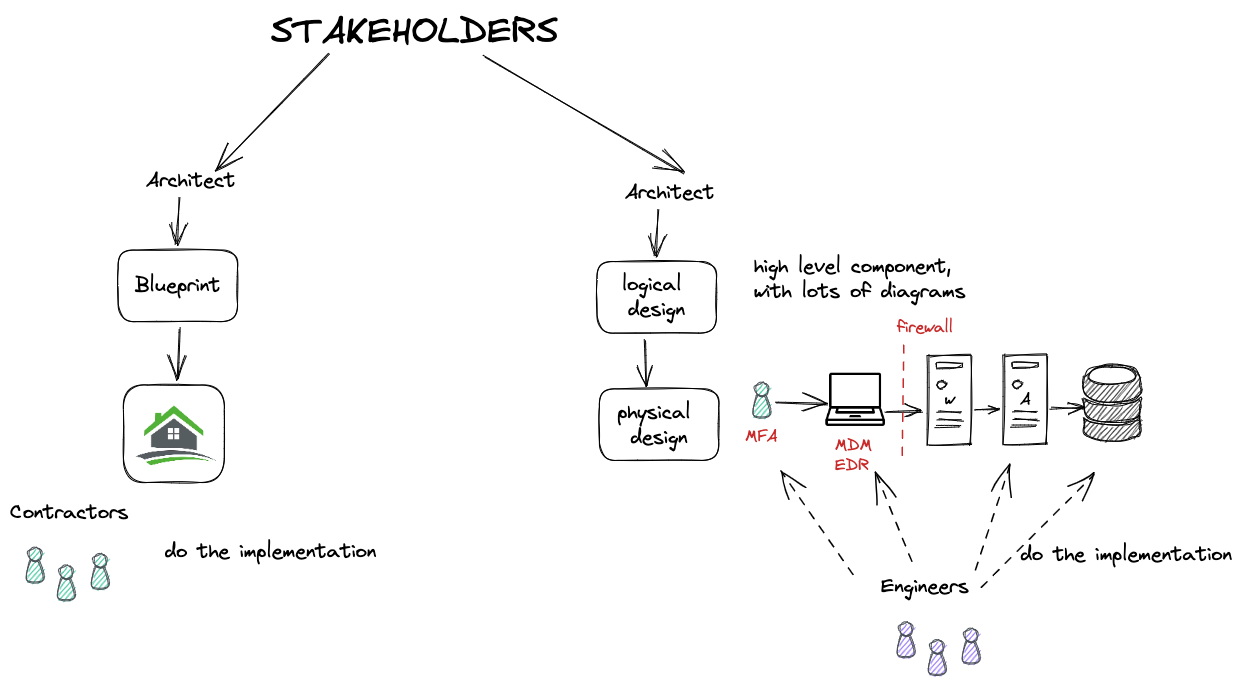 STAKEHOLDERS
Architect
Architect
Blueprint
logical
design
high level component,
with lots of diagrams
firewall
physical
design
W
A
MFA
MDM
EDR
Contractors
do the implementation
do the implementation
Engineers